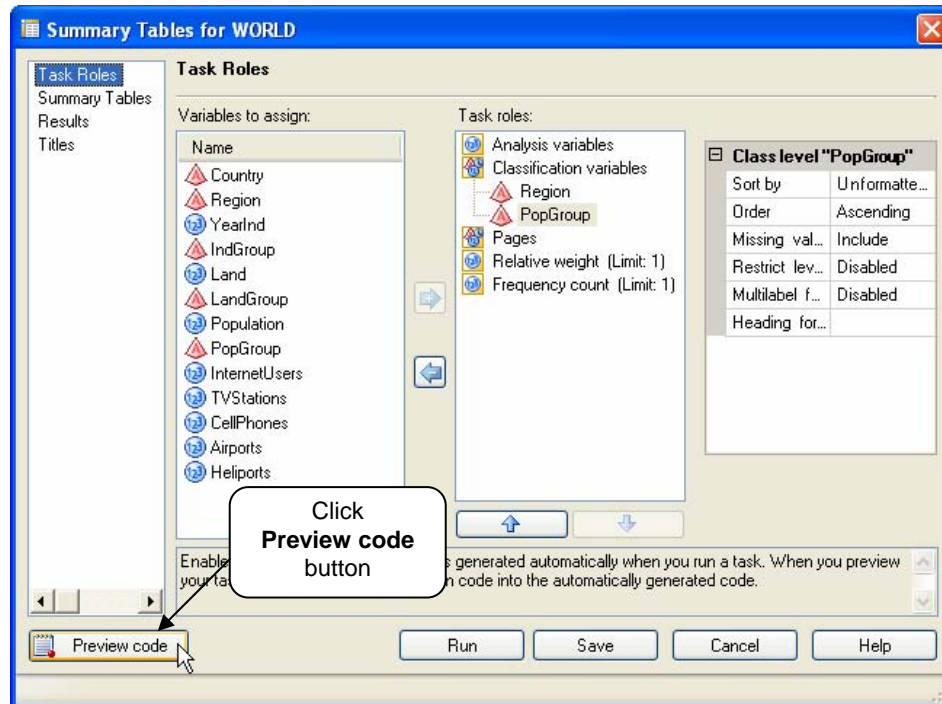 Summary Tables for WORLD
Task Roles
Summary Tables
Results
Titles
Task Roles
Variables to assign:
Name
Country
Region
YearInd
IndGroup
Land
LandGroup
Population
PopGroup
InternetUsers
TVStations
CellPhones
Airports
Heliports
Task roles:
Analysis variables
Classification variables
Region
PopGroup
Pages
Relative weight (Limit: 1)
Frequency count (Limit: 1)
Class level "PopGroup"
Sort by Unformatte...
Order Ascending
Missing val... Include
Restrict lev... Disabled
Multilabel f... Disabled
Heading for...
Click
Preview code
button
Enable s generated automatically when you run a task. When you preview
your tas n code into the automatically generated code.
Preview code
Run
Save
Cancel
Help